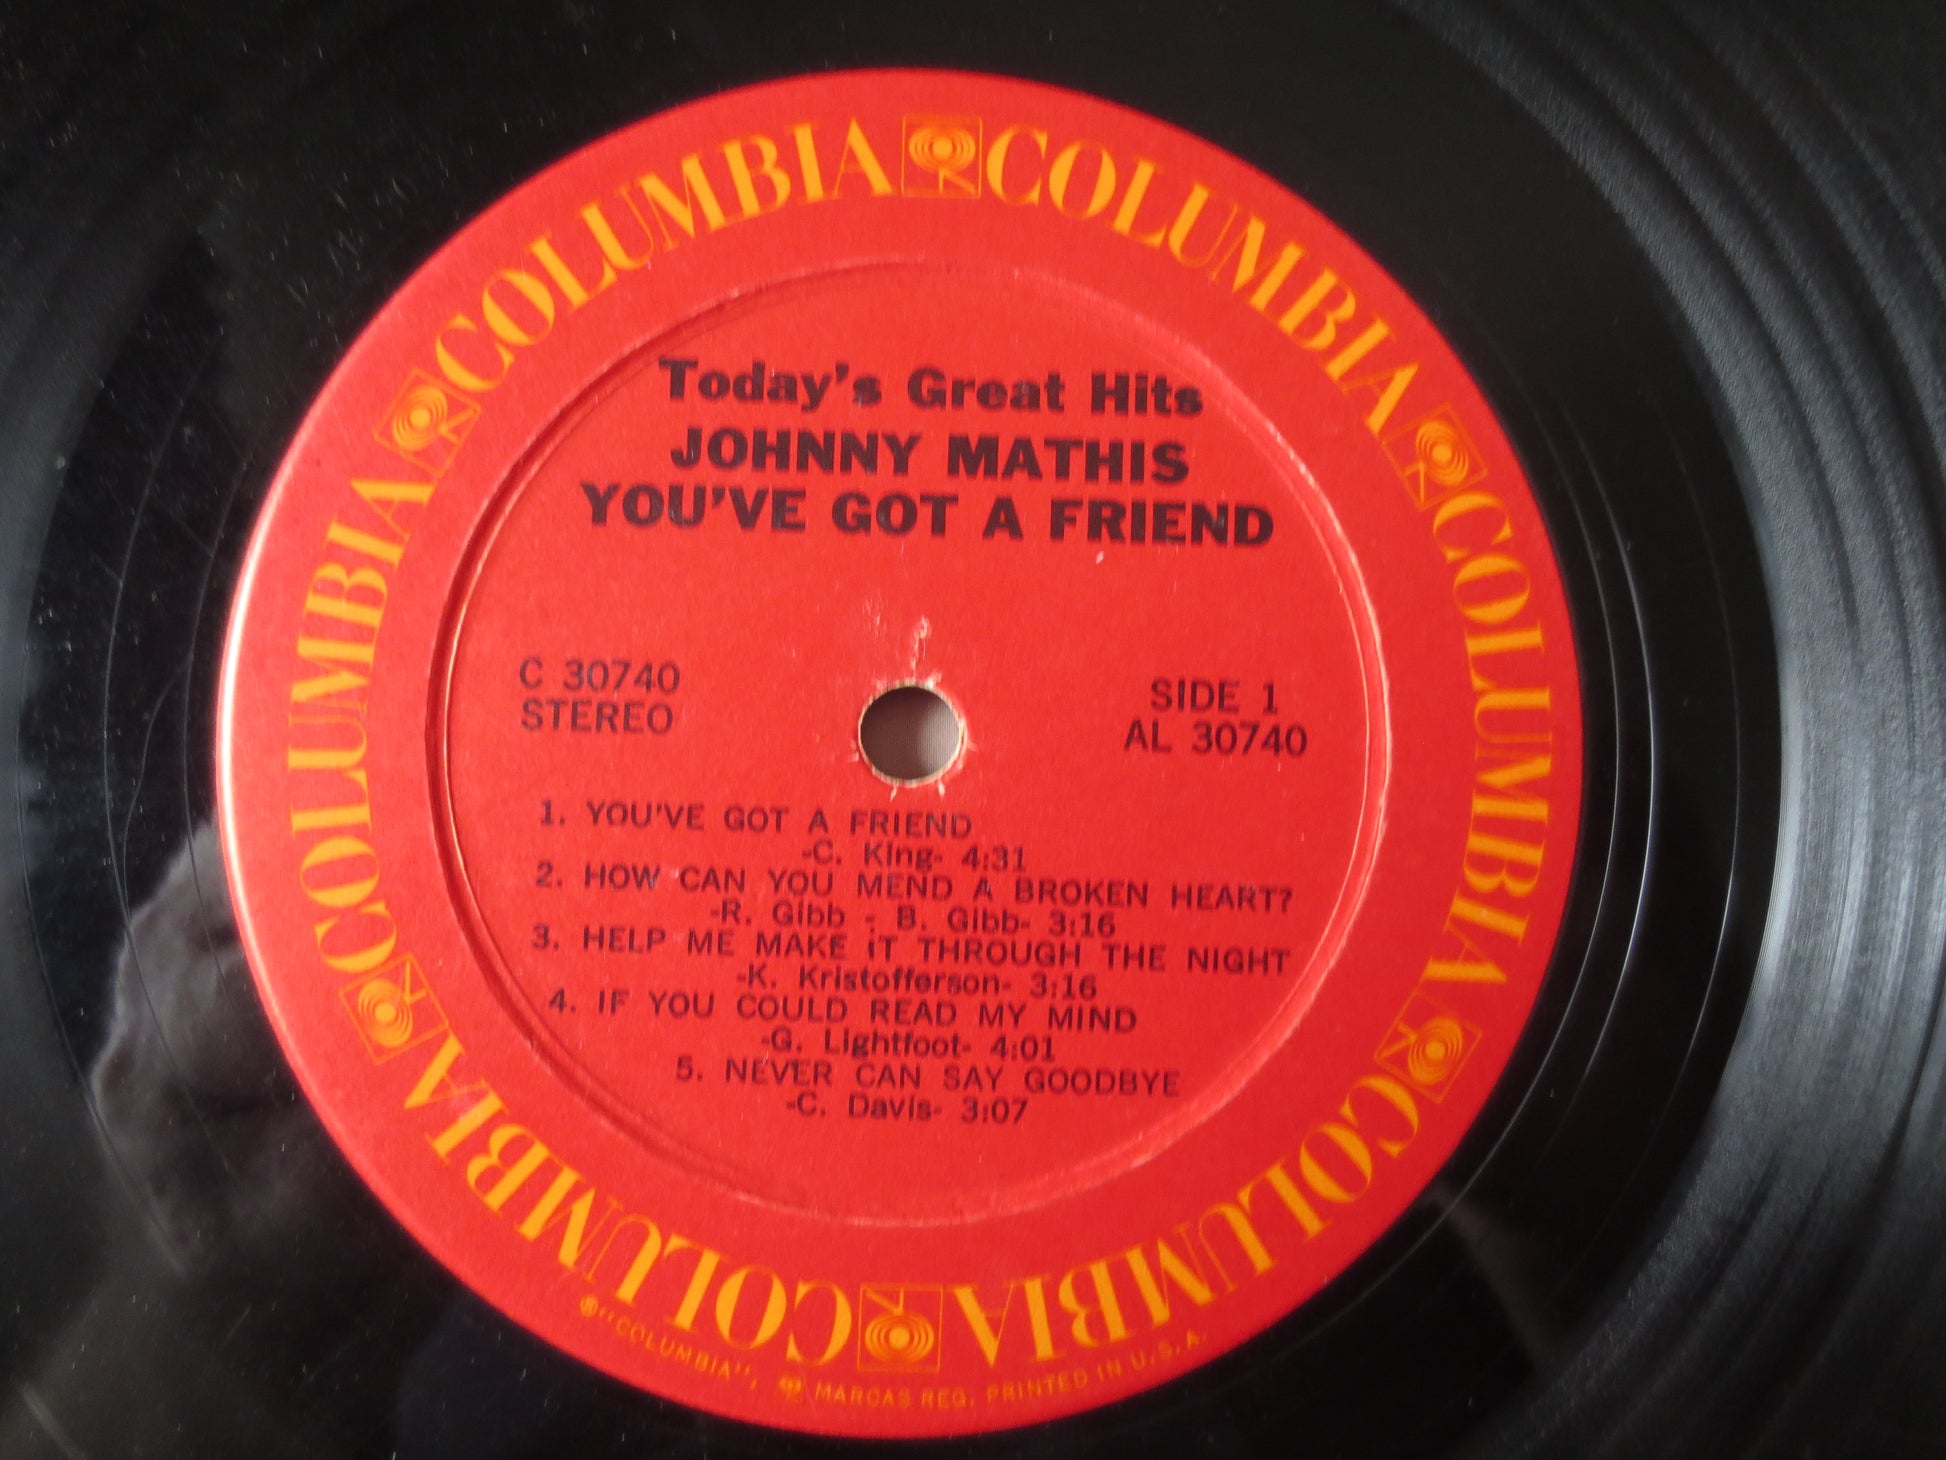 COLUMBIA COLUMBIA COLUMBIA COLUMBIA COLUMBIA COLUMBIA
Today's Great Hits
JOHNNY MATHIS
YOU'VE GOT A FRIEND
C 30740
STEREO
SIDE 1
AL 30740
1. YOU'VE GOT A FRIEND
-C. King- 4:31
2. HOW CAN YOU MEND A BROKEN HEART?
-R. Gibb - B. Gibb- 3:16
3. HELP ME MAKE IT THROUGH THE NIGHT
-K. Kristofferson- 3:16
4. IF YOU COULD READ MY MIND
-G. Lightfoot- 4:01
5. NEVER CAN SAY GOODBYE
-C. Davis- 3:07
®"COLUMBIA", MARCAS REG. PRINTED IN U.S.A.